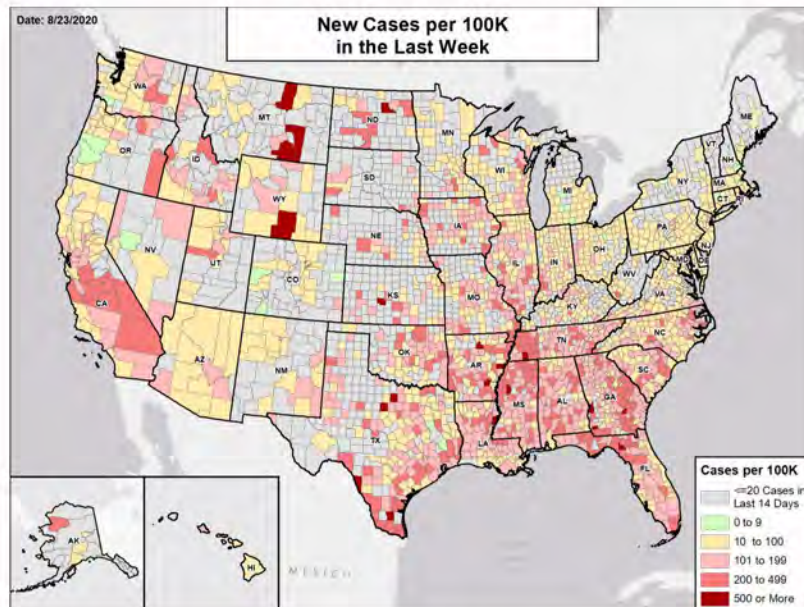 Date: 8/23/2020
New Cases per 100K
in the Last Week
WA
MT
ND
MN
ME
OR
ID
WI
VT
NH
SD
WY
MI
NY
MA
CT
RI
IA
NE
PA
NV
IL
IN
OH
NJ
UT
CO
MD
DE
WV
CA
KS
MO
VA
KY
NC
AZ
NM
OK
TN
AR
SC
MS
AL
GA
TX
LA
FL
AK
HI
MEXICO
Cases per 100K
<=20 Cases in
Last 14 Days
0 to 9
10 to 100
101 to 199
200 to 499
500 or More